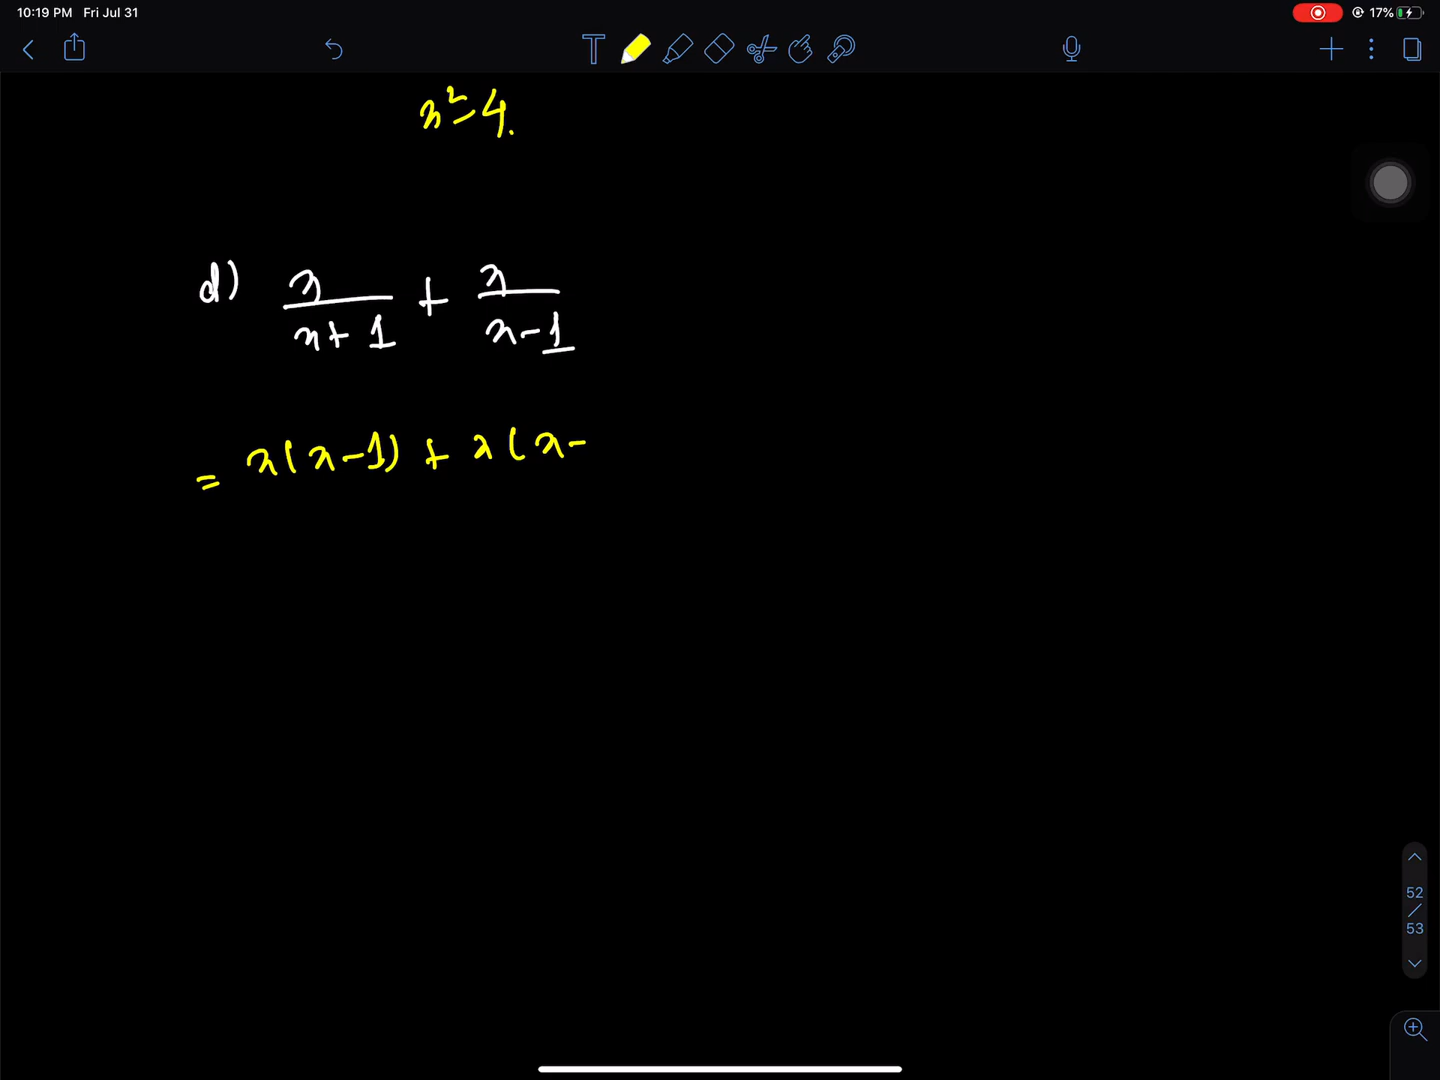 10:19 PM Fri Jul 31
17%
x² - 4.
d) x/(x+1) + x/(x-1)
= x(x-1) + x(x-
52
/
53